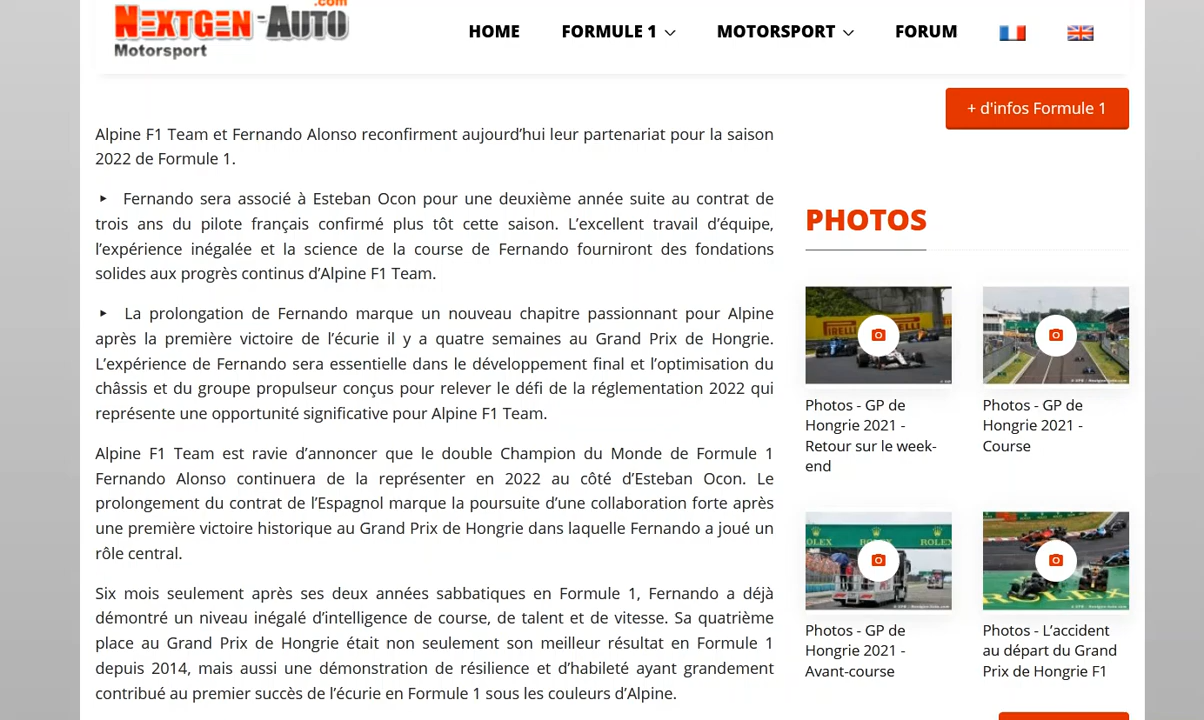 .com
NEXTGEN-AUTO
Motorsport
HOME
FORMULE 1
MOTORSPORT
FORUM
+ d'infos Formule 1
Alpine F1 Team et Fernando Alonso reconfirment aujourd’hui leur partenariat pour la saison
2022 de Formule 1.
‣ Fernando sera associé à Esteban Ocon pour une deuxième année suite au contrat de
trois ans du pilote français confirmé plus tôt cette saison. L’excellent travail d’équipe,
l’expérience inégalée et la science de la course de Fernando fourniront des fondations
solides aux progrès continus d’Alpine F1 Team.
‣ La prolongation de Fernando marque un nouveau chapitre passionnant pour Alpine
après la première victoire de l’écurie il y a quatre semaines au Grand Prix de Hongrie.
L’expérience de Fernando sera essentielle dans le développement final et l’optimisation du
châssis et du groupe propulseur conçus pour relever le défi de la réglementation 2022 qui
représente une opportunité significative pour Alpine F1 Team.
Alpine F1 Team est ravie d’annoncer que le double Champion du Monde de Formule 1
Fernando Alonso continuera de la représenter en 2022 au côté d’Esteban Ocon. Le
prolongement du contrat de l’Espagnol marque la poursuite d’une collaboration forte après
une première victoire historique au Grand Prix de Hongrie dans laquelle Fernando a joué un
rôle central.
Six mois seulement après ses deux années sabbatiques en Formule 1, Fernando a déjà
démontré un niveau inégalé d’intelligence de course, de talent et de vitesse. Sa quatrième
place au Grand Prix de Hongrie était non seulement son meilleur résultat en Formule 1
depuis 2014, mais aussi une démonstration de résilience et d’habileté ayant grandement
contribué au premier succès de l’écurie en Formule 1 sous les couleurs d’Alpine.
PHOTOS
PIRELLI
Photos - GP de
Hongrie 2021 -
Retour sur le week-
end
Photos - GP de
Hongrie 2021 -
Course
ROLEX
ROLEX
Photos - GP de
Hongrie 2021 -
Avant-course
ROLEX
Photos - L’accident
au départ du Grand
Prix de Hongrie F1